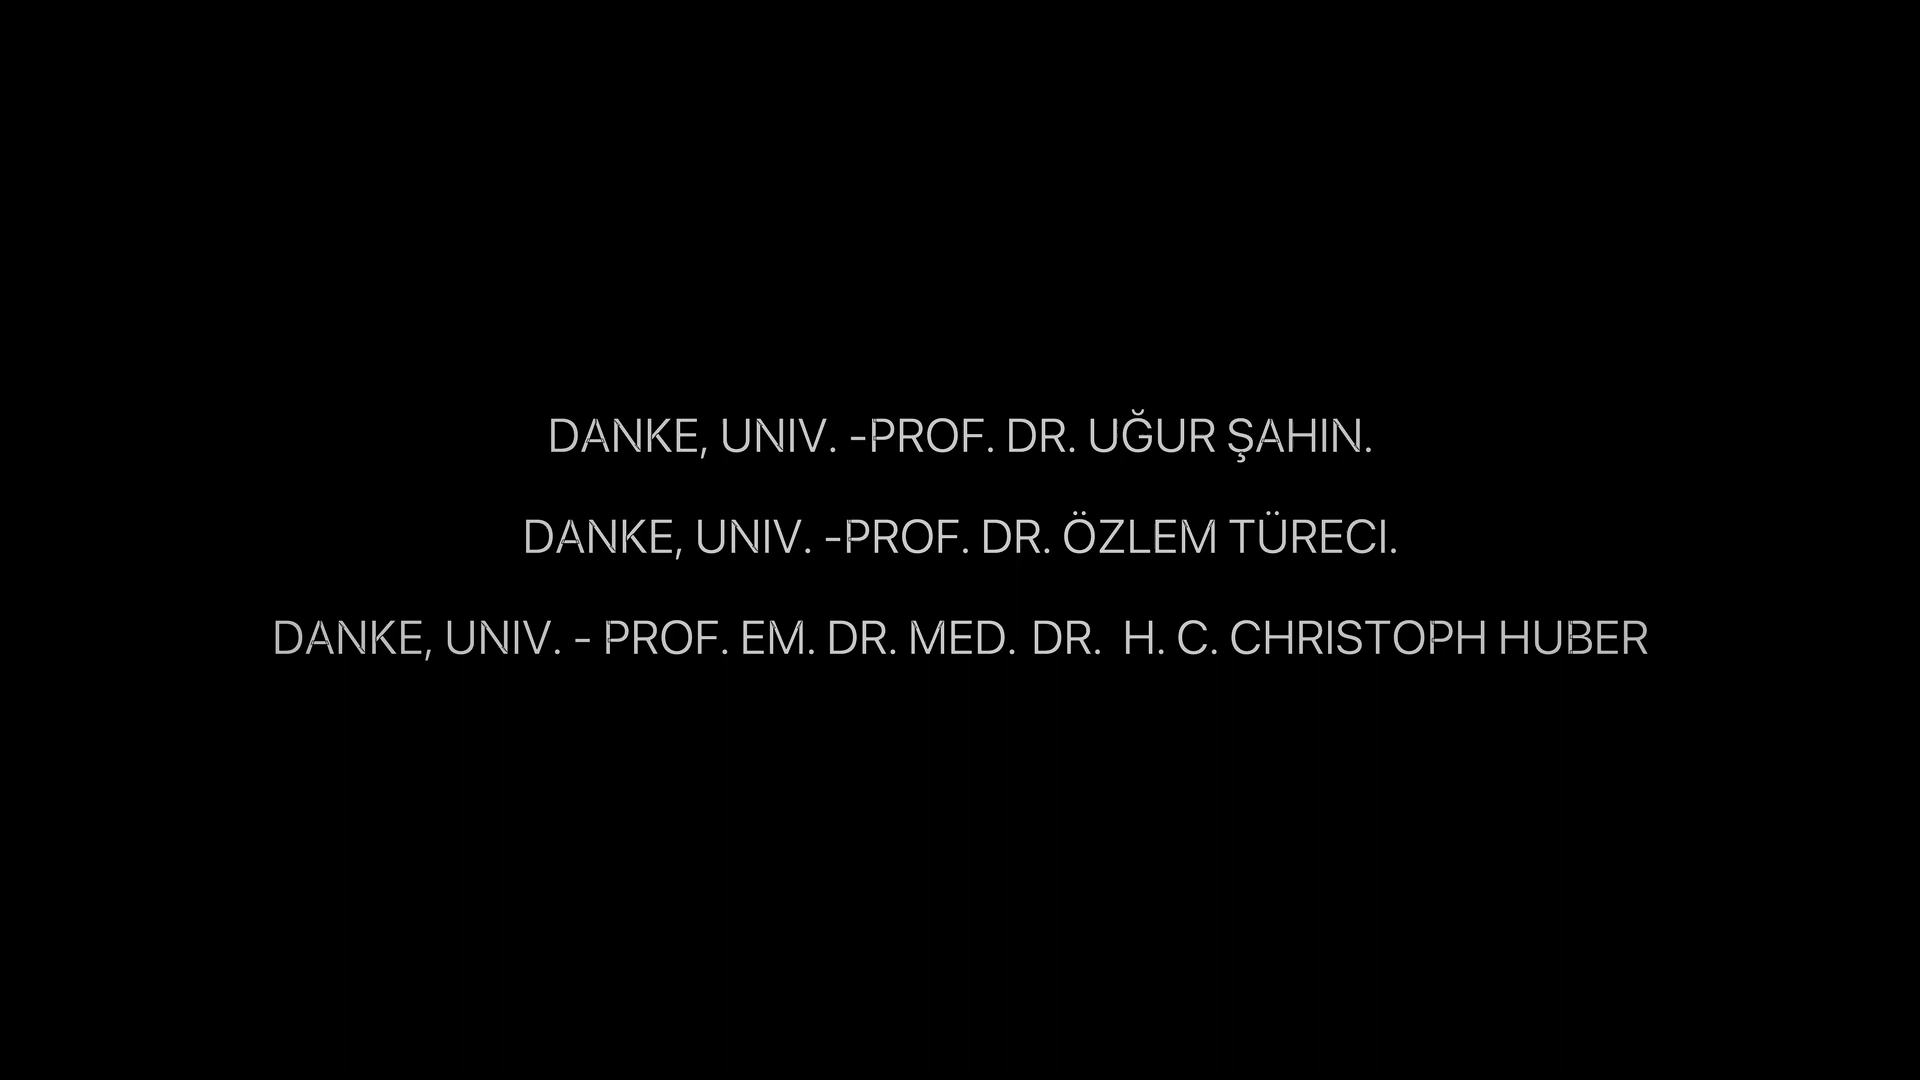 DANKE, UNIV. -PROF. DR. UĞUR ŞAHIN.
DANKE, UNIV. -PROF. DR. ÖZLEM TÜRECI.
DANKE, UNIV. - PROF. EM. DR. MED. DR. H. C. CHRISTOPH HUBER